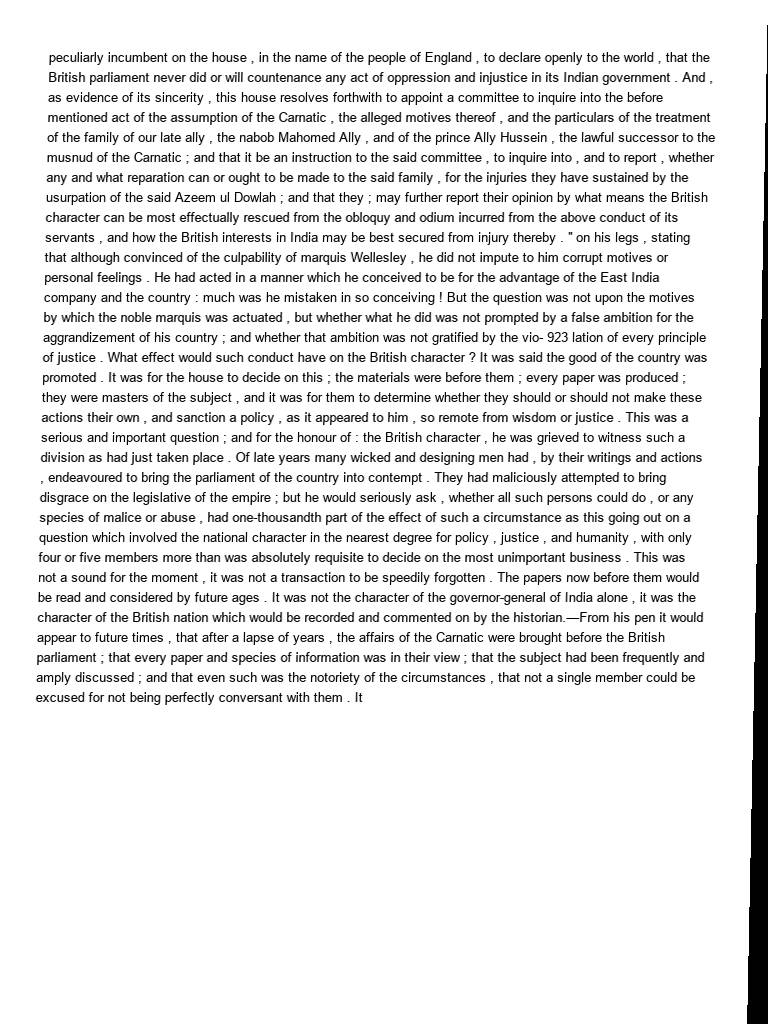 peculiarly incumbent on the house , in the name of the people of England , to declare openly to the world , that the
British parliament never did or will countenance any act of oppression and injustice in its Indian government . And ,
as evidence of its sincerity , this house resolves forthwith to appoint a committee to inquire into the before
mentioned act of the assumption of the Carnatic , the alleged motives thereof , and the particulars of the treatment
of the family of our late ally , the nabob Mahomed Ally , and of the prince Ally Hussein , the lawful successor to the
musnud of the Carnatic ; and that it be an instruction to the said committee , to inquire into , and to report , whether
any and what reparation can or ought to be made to the said family , for the injuries they have sustained by the
usurpation of the said Azeem ul Dowlah ; and that they ; may further report their opinion by what means the British
character can be most effectually rescued from the obloquy and odium incurred from the above conduct of its
servants , and how the British interests in India may be best secured from injury thereby . " on his legs , stating
that although convinced of the culpability of marquis Wellesley , he did not impute to him corrupt motives or
personal feelings . He had acted in a manner which he conceived to be for the advantage of the East India
company and the country : much was he mistaken in so conceiving ! But the question was not upon the motives
by which the noble marquis was actuated , but whether what he did was not prompted by a false ambition for the
aggrandizement of his country ; and whether that ambition was not gratified by the vio- 923 lation of every principle
of justice . What effect would such conduct have on the British character ? It was said the good of the country was
promoted . It was for the house to decide on this ; the materials were before them ; every paper was produced ;
they were masters of the subject , and it was for them to determine whether they should or should not make these
actions their own , and sanction a policy , as it appeared to him , so remote from wisdom or justice . This was a
serious and important question ; and for the honour of : the British character , he was grieved to witness such a
division as had just taken place . Of late years many wicked and designing men had , by their writings and actions
, endeavoured to bring the parliament of the country into contempt . They had maliciously attempted to bring
disgrace on the legislative of the empire ; but he would seriously ask , whether all such persons could do , or any
species of malice or abuse , had one-thousandth part of the effect of such a circumstance as this going out on a
question which involved the national character in the nearest degree for policy , justice , and humanity , with only
four or five members more than was absolutely requisite to decide on the most unimportant business . This was
not a sound for the moment , it was not a transaction to be speedily forgotten . The papers now before them would
be read and considered by future ages . It was not the character of the governor-general of India alone , it was the
character of the British nation which would be recorded and commented on by the historian.—From his pen it would
appear to future times , that after a lapse of years , the affairs of the Carnatic were brought before the British
parliament ; that every paper and species of information was in their view ; that the subject had been frequently and
amply discussed ; and that even such was the notoriety of the circumstances , that not a single member could be
excused for not being perfectly conversant with them . It